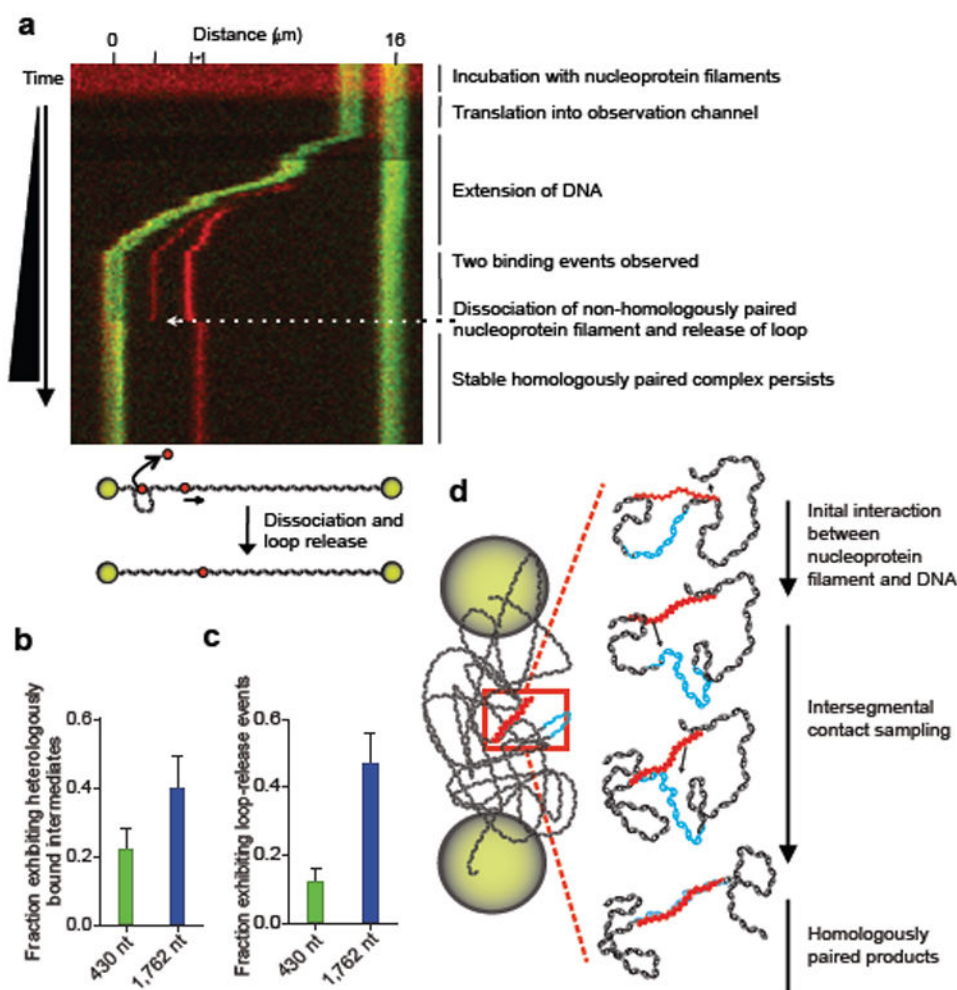 a
Distance (μm)
0
16
Time
Incubation with nucleoprotein filaments
Translation into observation channel
Extension of DNA
Two binding events observed
Dissociation of non-homologously paired
nucleoprotein filament and release of loop
Stable homologously paired complex persists
Dissociation and
loop release
b
Fraction exhibiting heterologously
bound intermediates
0.6
0.4
0.2
0.0
430 nt
1,762 nt
c
Fraction exhibiting loop-release events
0.6
0.4
0.2
0.0
430 nt
1,762 nt
d
Inital interaction
between
nucleoprotein
filament and DNA
Intersegmental
contact sampling
Homologously
paired products